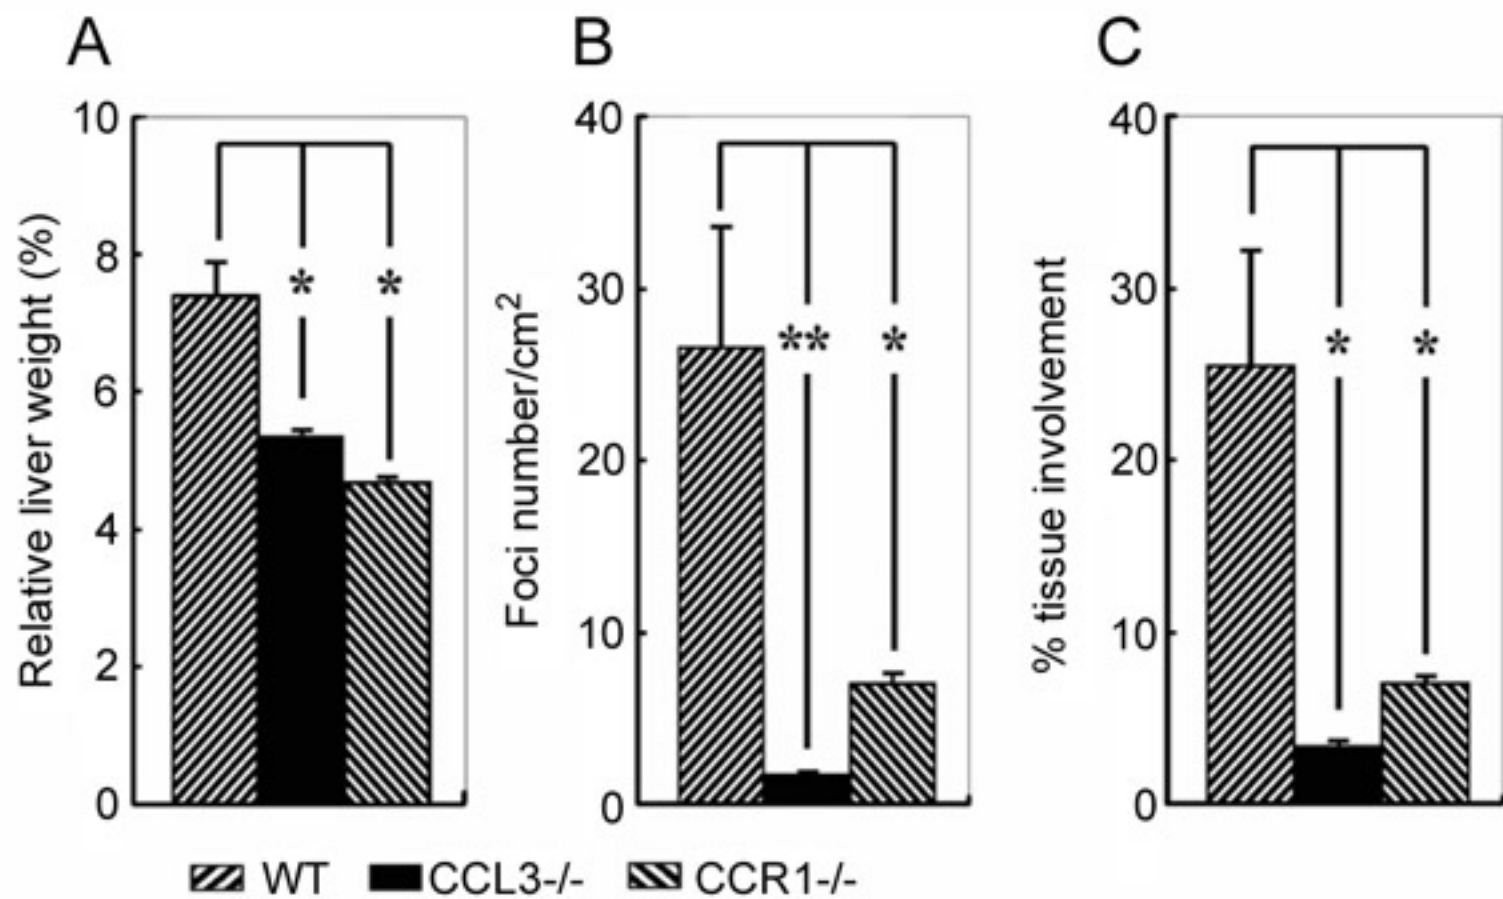 A
B
C
Relative liver weight (%)
10
8
6
4
2
0
* *
Foci number/cm²
40
30
20
10
0
** *
% tissue involvement
40
30
20
10
0
* *
WT CCL3-/- CCR1-/-